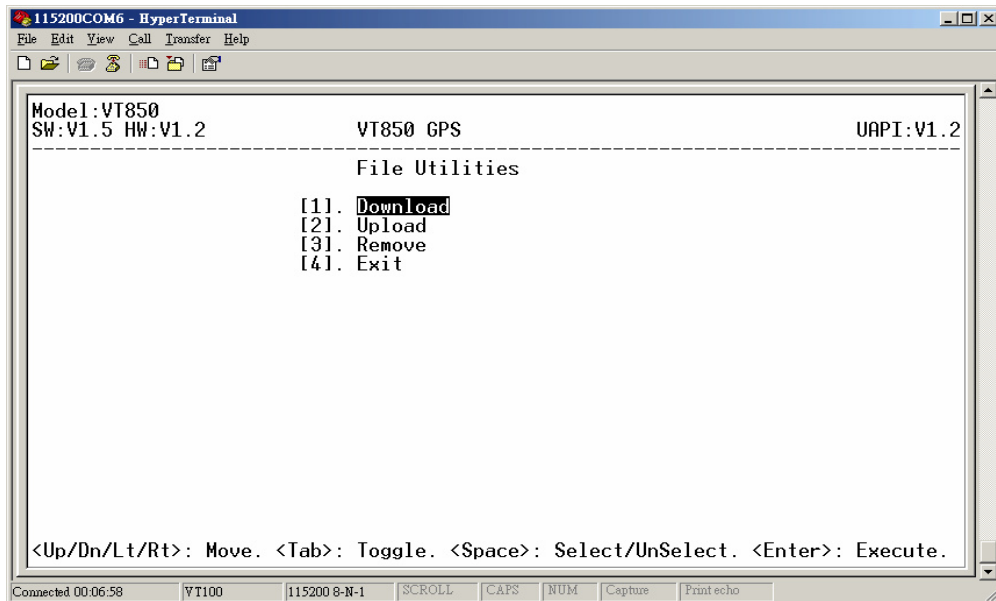 115200COM6 - HyperTerminal
File Edit View Call Transfer Help
Model:VT850
SW:V1.5 HW:V1.2 VT850 GPS UAPI:V1.2
File Utilities
[1]. Download
[2]. Upload
[3]. Remove
[4]. Exit
<Up/Dn/Lt/Rt>: Move. <Tab>: Toggle. <Space>: Select/UnSelect. <Enter>: Execute.
Connected 00:06:58 VT100 115200 8-N-1 SCROLL CAPS NUM Capture Print echo